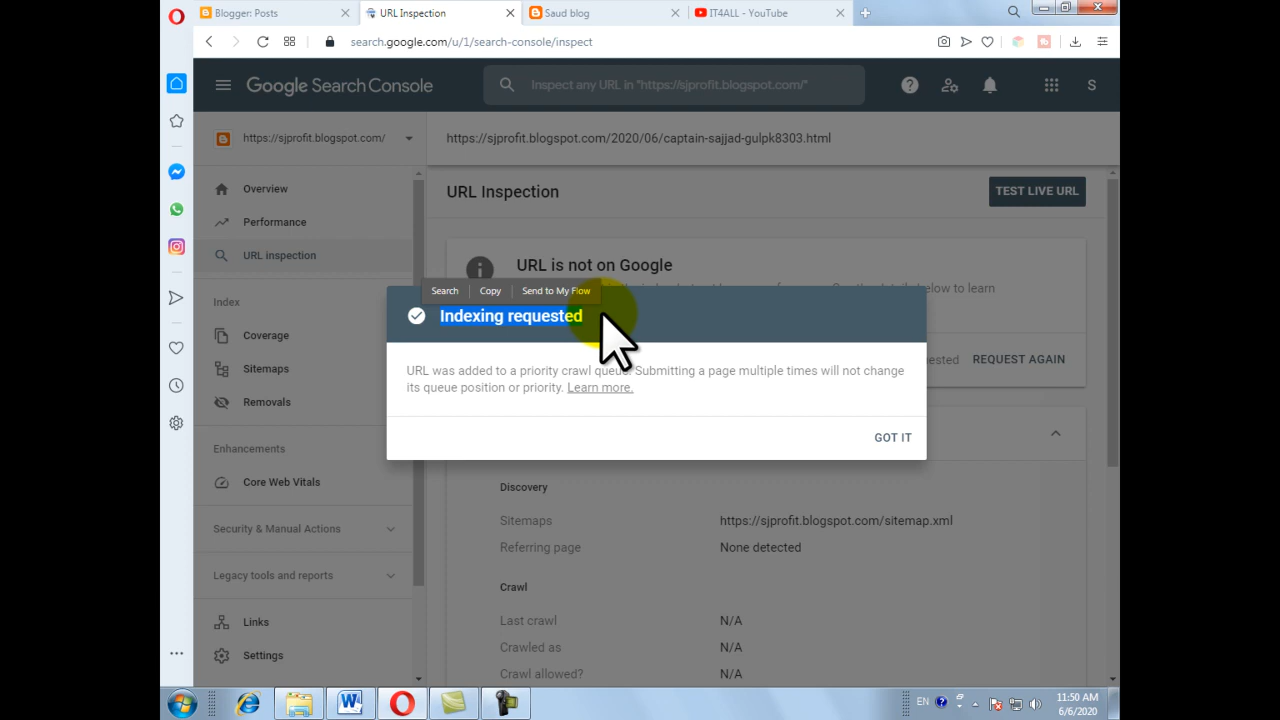 Blogger: Posts
URL Inspection
Saud blog
IT4ALL - YouTube
search.google.com/u/1/search-console/inspect
Google Search Console
Inspect any URL in "https://sjprofit.blogspot.com/"
S
https://sjprofit.blogspot.com/
https://sjprofit.blogspot.com/2020/06/captain-sajjad-gulpk8303.html
Overview
Performance
URL inspection
Index
Coverage
Sitemaps
Removals
Enhancements
Core Web Vitals
Security & Manual Actions
Legacy tools and reports
Links
Settings
URL Inspection
TEST LIVE URL
URL is not on Google
below to learn
Search
Copy
Send to My Flow
Indexing requested
REQUEST AGAIN
URL was added to a priority crawl queue. Submitting a page multiple times will not change
its queue position or priority. Learn more.
GOT IT
Discovery
Sitemaps
https://sjprofit.blogspot.com/sitemap.xml
Referring page
None detected
Crawl
Last crawl
N/A
Crawled as
N/A
Crawl allowed?
N/A
EN
11:50 AM
6/6/2020